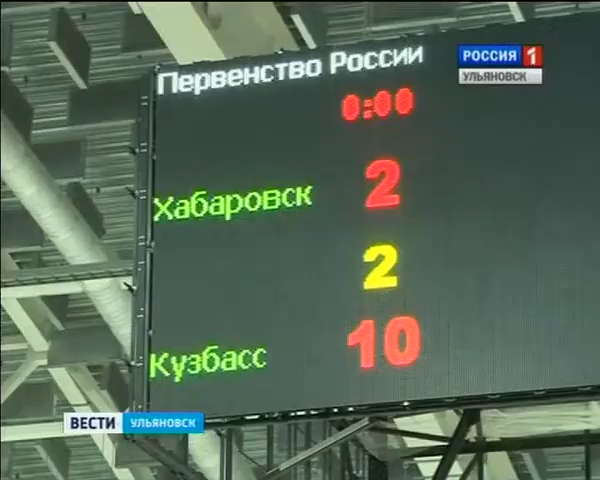 Первенство России
РОССИЯ 1
УЛЬЯНОВСК
0:00
Хабаровск 2
2
Кузбасс 10
ВЕСТИ УЛЬЯНОВСК